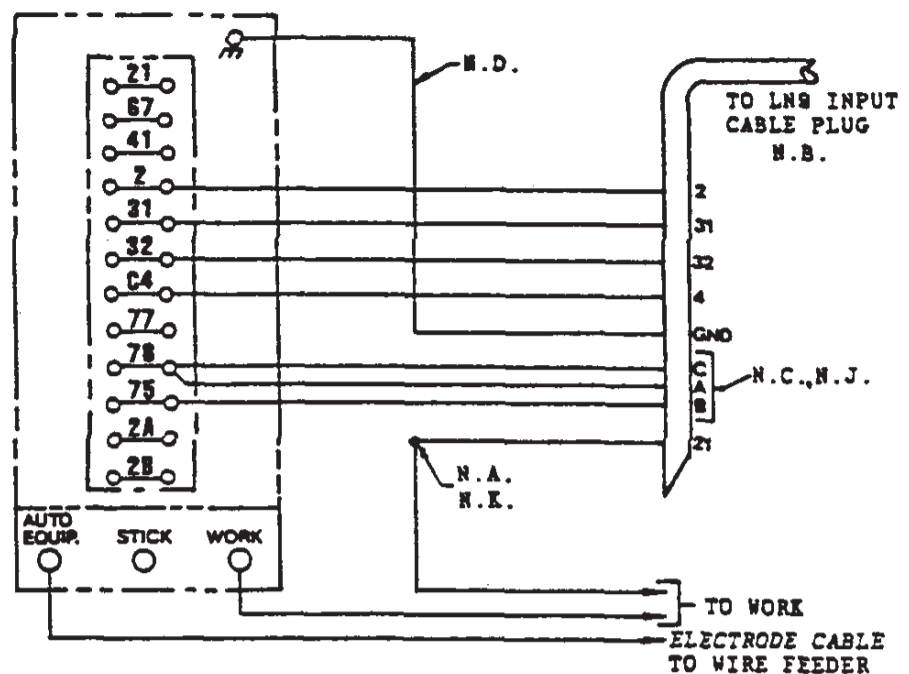 N.D.
TO LN8 INPUT
CABLE PLUG
N.B.
21
67
41
2
31
32
C4
77
76
75
2A
2B
2
31
32
4
GND
C
A
B
21
N.C.,N.J.
N.A.
N.K.
AUTO
EQUIP.
STICK
WORK
TO WORK
ELECTRODE CABLE
TO WIRE FEEDER